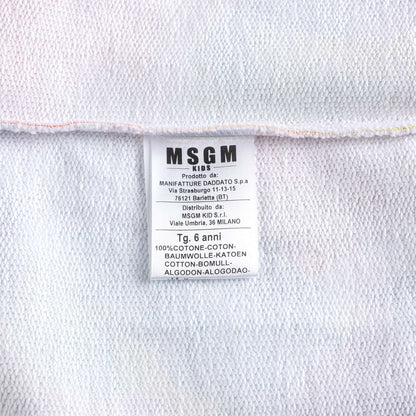 MSGM
KIDS
Prodotto da:
MANIFATTURE DADDATO S.p.a
Via Strasburgo 11-13-15
76121 Barletta (BT)
Distribuito da:
MSGM KID S.r.l.
Viale Umbria, 36 MILANO
Tg. 6 anni
100%COTONE-COTON-
BAUMWOLLE-KATOEN
COTTON-BOMULL-
ALGODON-ALOGODAO-